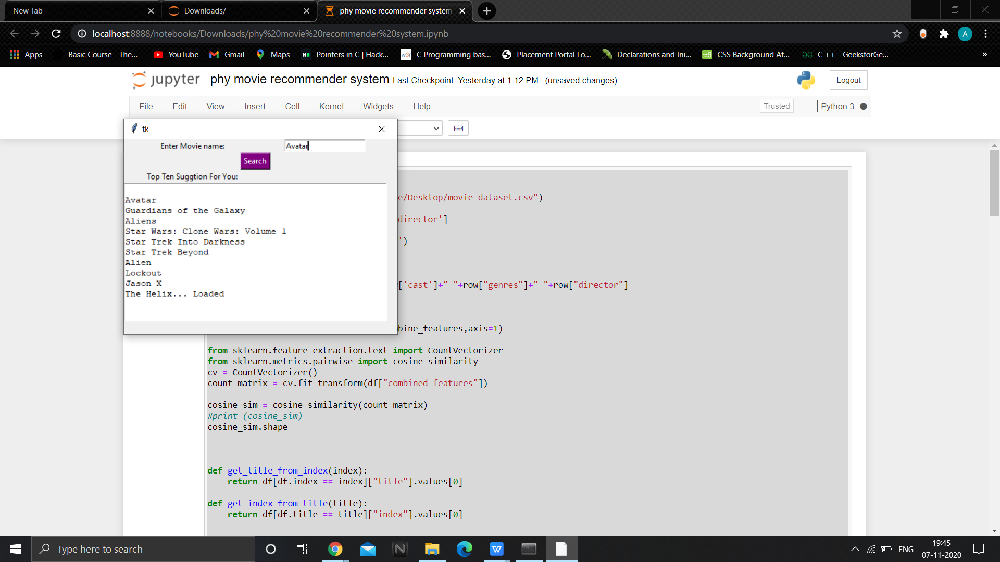 New Tab
Downloads/
phy movie recommender system
localhost:8888/notebooks/Downloads/phy%20movie%20recommender%20system.ipynb
Apps
Basic Course - The...
YouTube
Gmail
Maps
Pointers in C | Hack...
C Programming bas...
Placement Portal Lo...
Declarations and Ini...
CSS Background At...
C ++ - GeeksforGe...
»
A
jupyter phy movie recommender system Last Checkpoint: Yesterday at 1:12 PM (unsaved changes)
Logout
File Edit View Insert Cell Kernel Widgets Help
Trusted
Python 3
tk
Enter Movie name:
Avatar
Search
Top Ten Suggtion For You:
Avatar
Guardians of the Galaxy
Aliens
Star Wars: Clone Wars: Volume 1
Star Trek Into Darkness
Star Trek Beyond
Alien
Lockout
Jason X
The Helix... Loaded
e/Desktop/movie_dataset.csv")
director']
')
['cast']+" "+row["genres"]+" "+row["director"]
bine_features,axis=1)
from sklearn.feature_extraction.text import CountVectorizer
from sklearn.metrics.pairwise import cosine_similarity
cv = CountVectorizer()
count_matrix = cv.fit_transform(df["combined_features"])
cosine_sim = cosine_similarity(count_matrix)
#print (cosine_sim)
cosine_sim.shape
def get_title_from_index(index):
return df[df.index == index]["title"].values[0]
def get_index_from_title(title):
return df[df.title == title]["index"].values[0]
Type here to search
ENG
19:45
07-11-2020